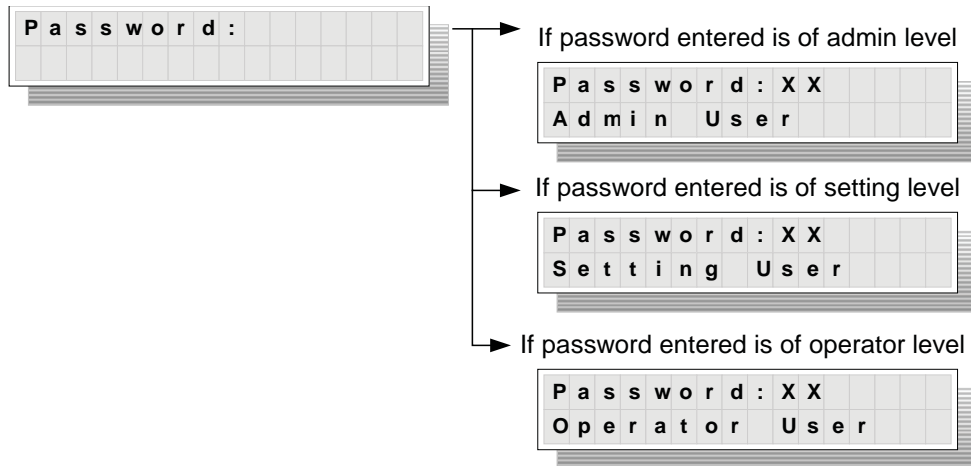 Password:
If password entered is of admin level
Password:XX
Admin User
If password entered is of setting level
Password:XX
Setting User
If password entered is of operator level
Password:XX
Operator User